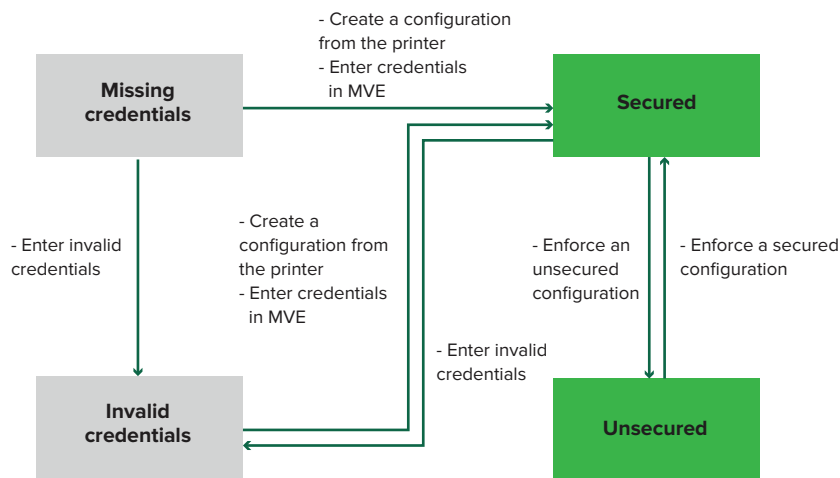 - Create a configuration
from the printer
- Enter credentials
in MVE
Missing
credentials
Secured
- Enter invalid
credentials
- Create a
configuration from
the printer
- Enter credentials
in MVE
- Enforce an
unsecured
configuration
- Enforce a secured
configuration
- Enter invalid
credentials
Invalid
credentials
Unsecured